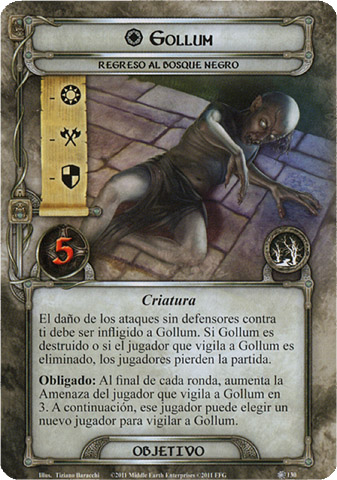 Gollum
Regreso al Bosque Negro
-
-
-
5
Criatura
El daño de los ataques sin defensores contra
ti debe ser infligido a Gollum. Si Gollum es
destruido o si el jugador que vigila a Gollum es
eliminado, los jugadores pierden la partida.
Obligado: Al final de cada ronda, aumenta la
Amenaza del jugador que vigila a Gollum en
3. A continuación, ese jugador puede elegir un
nuevo jugador para vigilar a Gollum.
Objetivo
Illus. Tiziano Baracchi ©2011 Middle Earth Enterprises ©2011 FFG 130